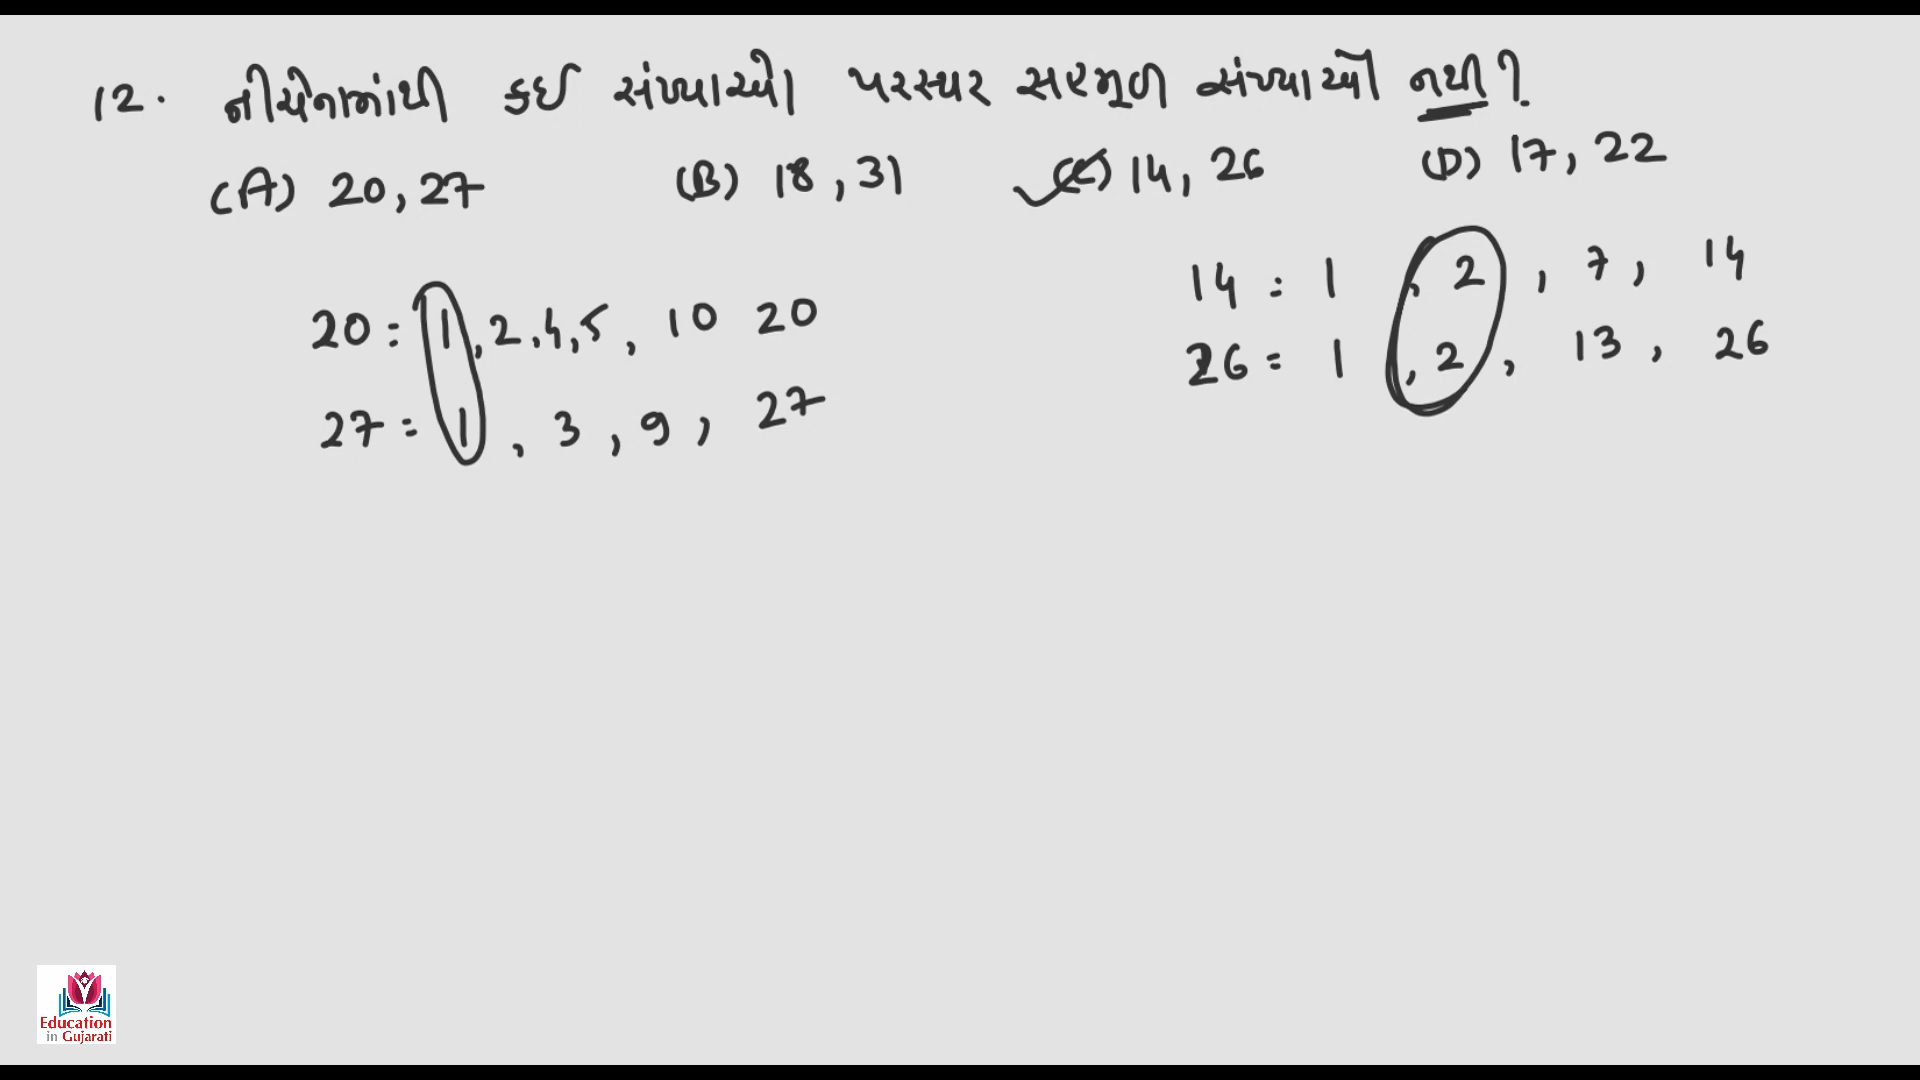 12. નીચેનામાંથી કઈ સંખ્યાઓ પરસ્પર સહમૂળ સંખ્યાઓ નથી?
(A) 20, 27 (B) 18, 31 (C) 14, 26 (D) 17, 22
14 = 1, 2, 7, 14
20 = 1, 2, 4, 5, 10 20
26 = 1, 2, 13, 26
27 = 1, 3, 9, 27
Education
in Gujarati